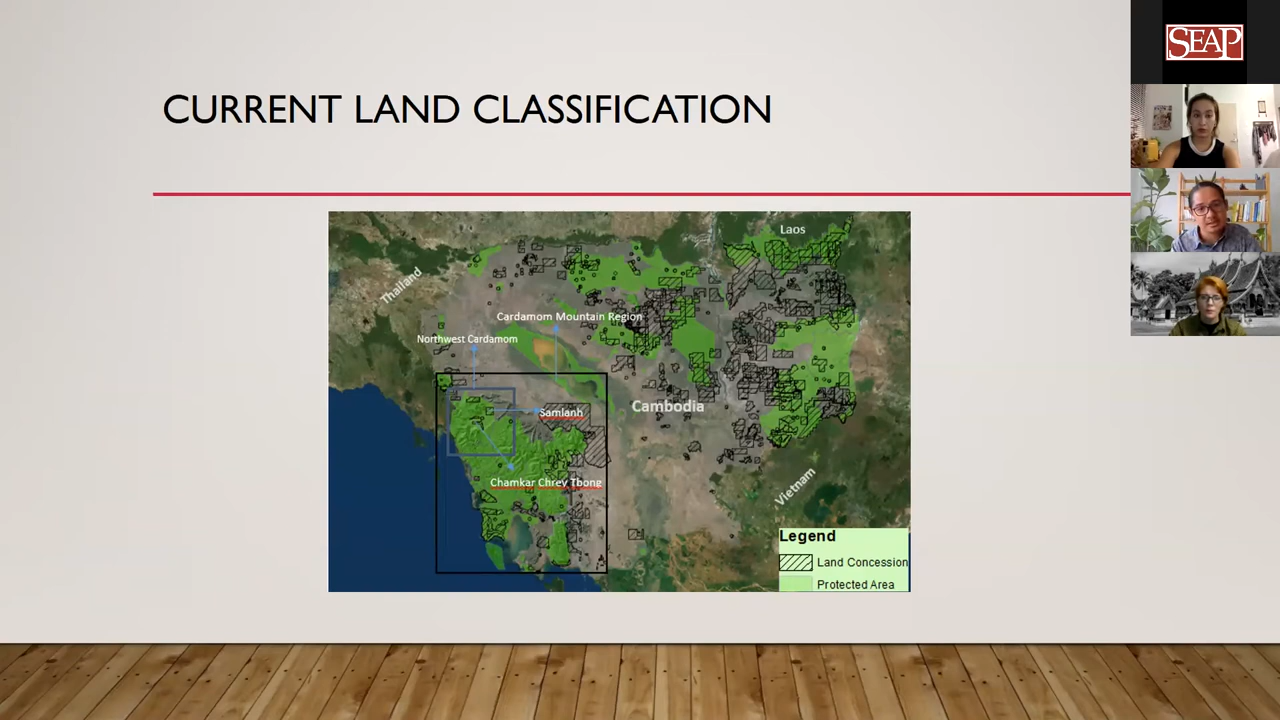 CURRENT LAND CLASSIFICATION
SEAP
Laos
Thailand
Cardamom Mountain Region
Northwest Cardamom
Cambodia
Samlanh
Chamkar Chrey Tbong
Vietnam
Legend
Land Concession
Protected Area